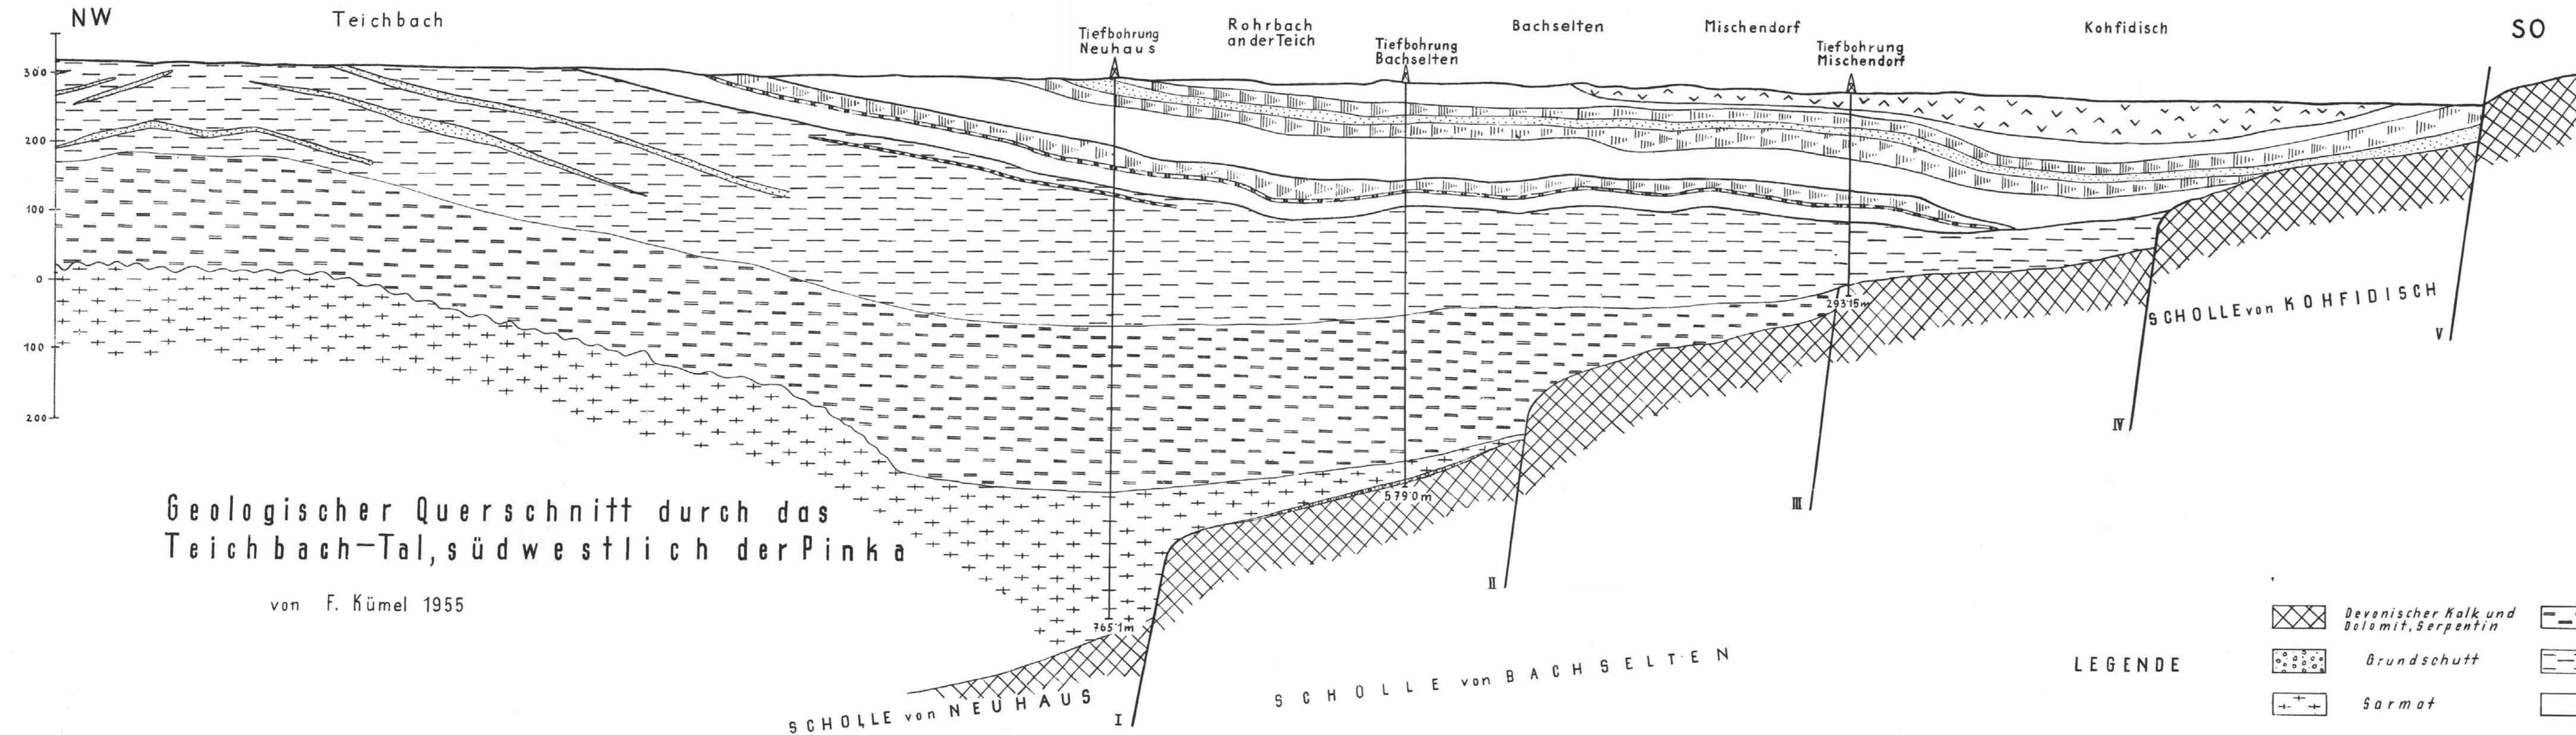 NW
Teichbach
Tiefbohrung
Neuhaus
Rohrbach
an der Teich
Tiefbohrung
Bachselten
Bachselten
Mischendorf
Tiefbohrung
Mischendorf
Kohfidisch
SO
300
200
100
0
100
200
293·15m
SCHOLLE von KOHFIDISCH
V
IV
III
579·0m
II
Geologischer Querschnitt durch das
Teichbach-Tal, südwestlich der Pinka
von F. Kümel 1955
765·1m
SCHOLLE von NEUHAUS
I
SCHOLLE von BACHSELTEN
LEGENDE
Devonischer Kalk und
Dolomit, Serpentin
Grundschutt
Sarmat